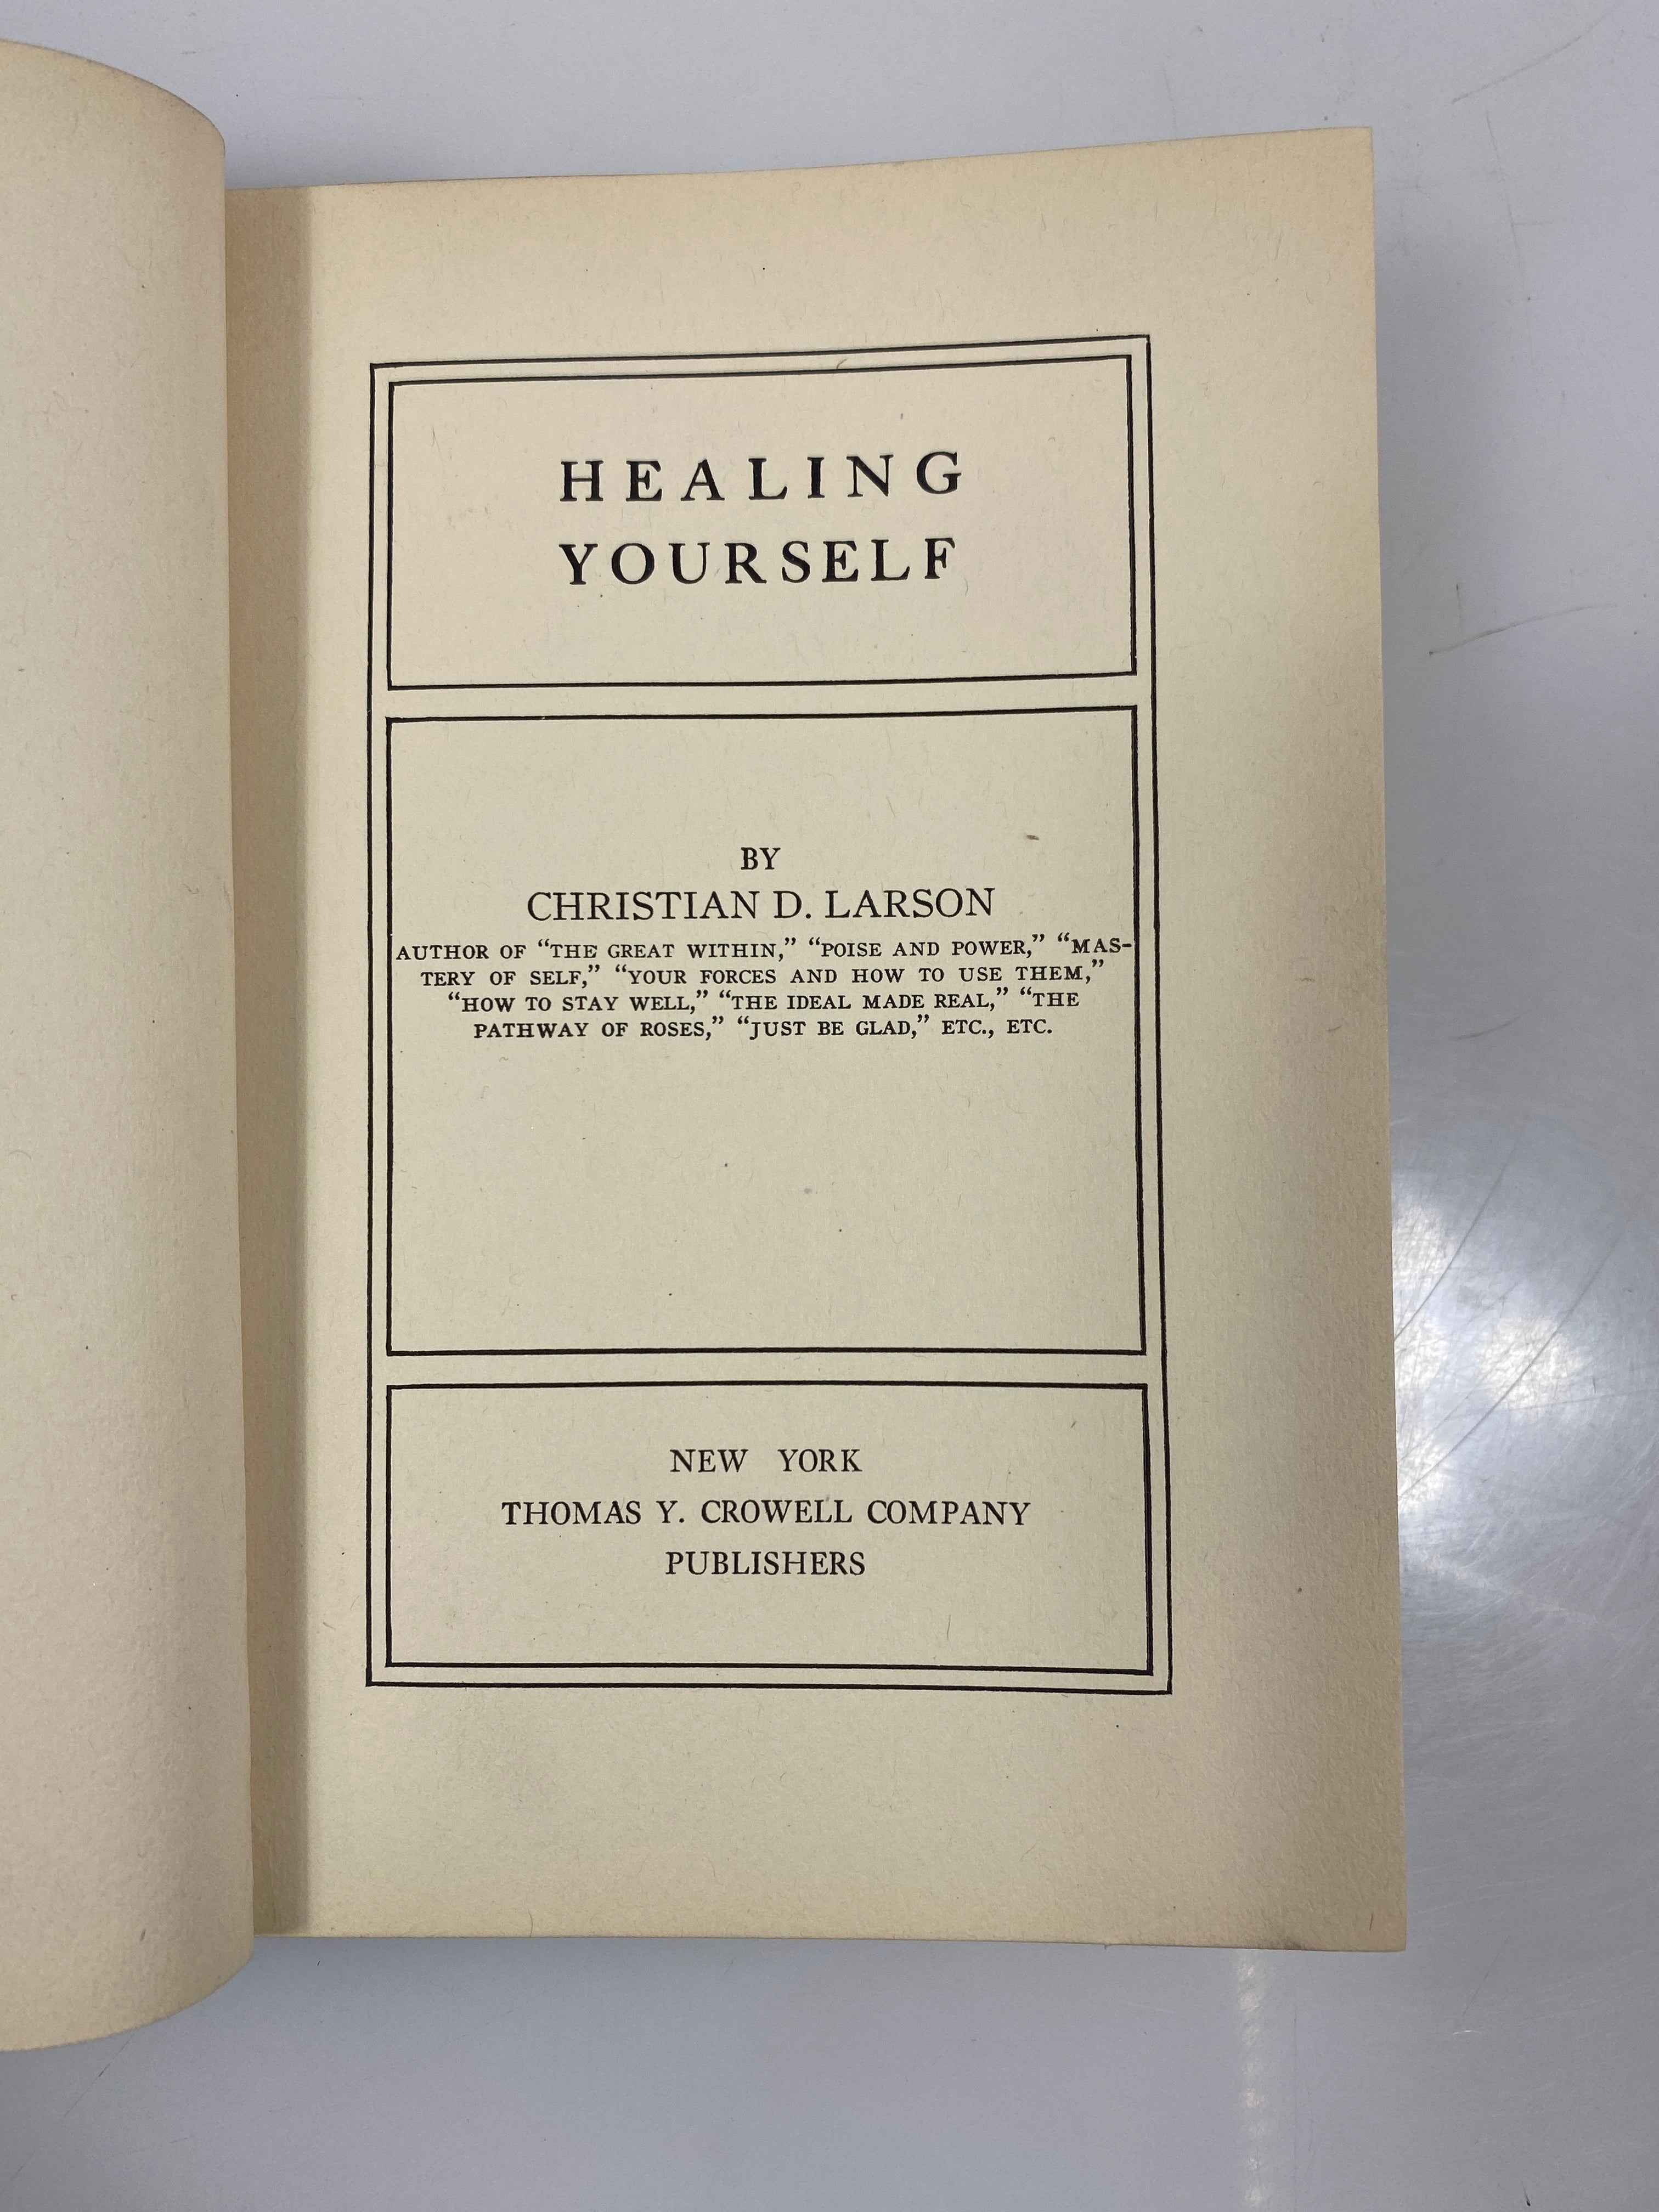 HEALING
YOURSELF
BY
CHRISTIAN D. LARSON
AUTHOR OF “THE GREAT WITHIN,” “POISE AND POWER,” “MAS-
TERY OF SELF,” “YOUR FORCES AND HOW TO USE THEM,”
“HOW TO STAY WELL,” “THE IDEAL MADE REAL,” “THE
PATHWAY OF ROSES,” “JUST BE GLAD,” ETC., ETC.
NEW YORK
THOMAS Y. CROWELL COMPANY
PUBLISHERS